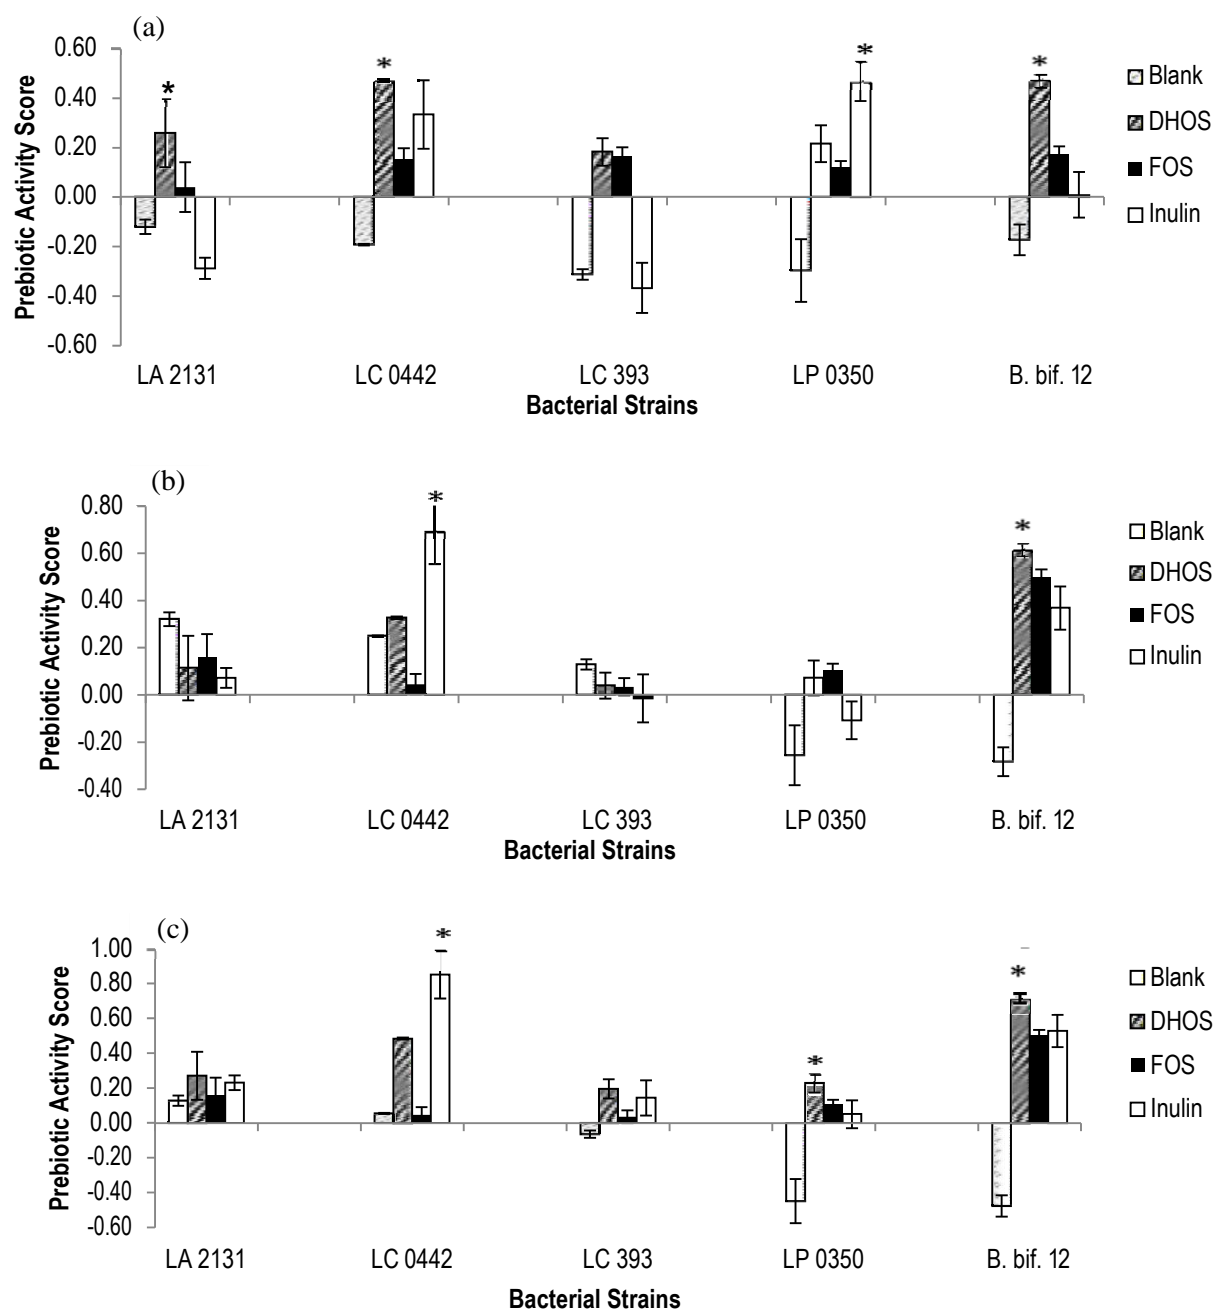 (a)
0.60
0.40
0.20
0.00
-0.20
-0.40
-0.60
Prebiotic Activity Score
*
*
*
*
Blank
DHOS
FOS
Inulin
LA 2131 LC 0442 LC 393 LP 0350 B. bif. 12
Bacterial Strains
(b)
0.80
0.60
0.40
0.20
0.00
-0.20
-0.40
Prebiotic Activity Score
*
*
Blank
DHOS
FOS
Inulin
LA 2131 LC 0442 LC 393 LP 0350 B. bif. 12
Bacterial Strains
(c)
1.00
0.80
0.60
0.40
0.20
0.00
-0.20
-0.40
-0.60
Prebiotic Activity Score
*
*
*
Blank
DHOS
FOS
Inulin
LA 2131 LC 0442 LC 393 LP 0350 B. bif. 12
Bacterial Strains